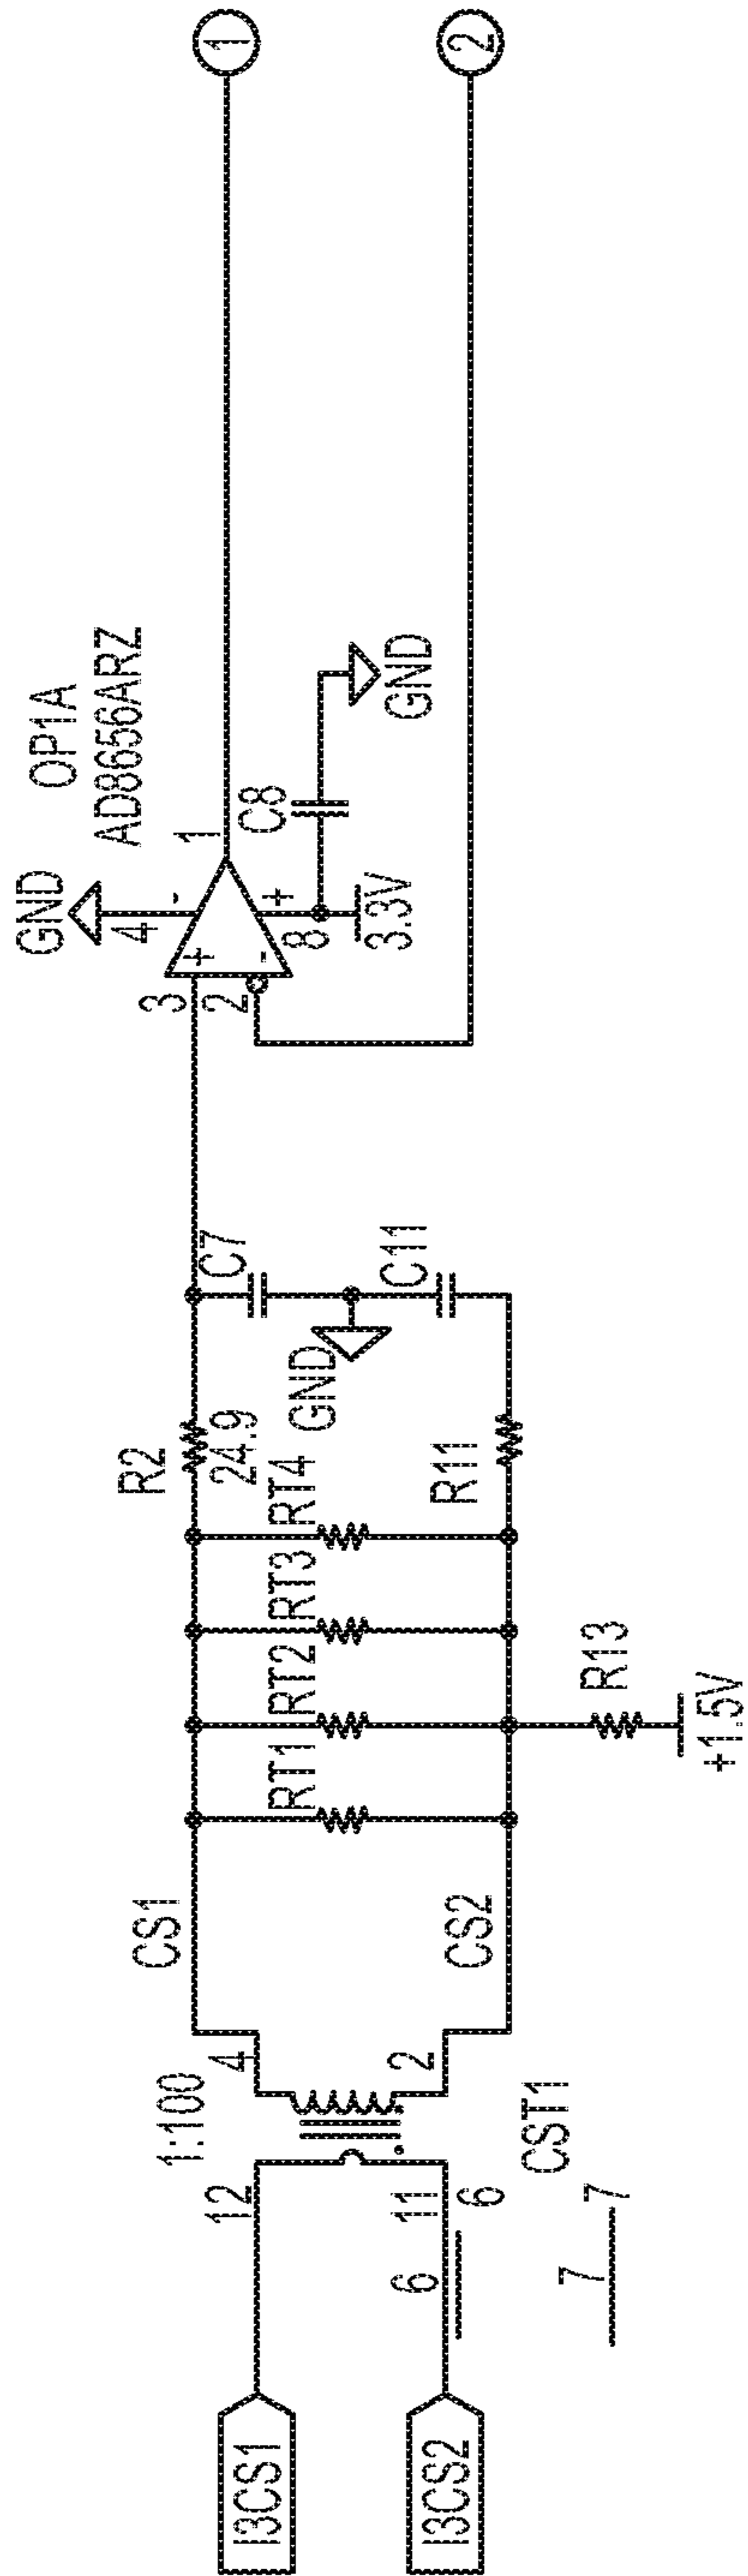 1
2
OP1A
AD8656ARZ
GND
4
-
1
3
+
2
-
8
+
C8
3.3V
GND
C7
GND
C11
R2
24.9
R11
RT4
RT3
RT2
RT1
R13
+1.5V
CS1
CS2
1:100
4
2
12
11
6
6
CST1
7
7
I3CS1
I3CS2